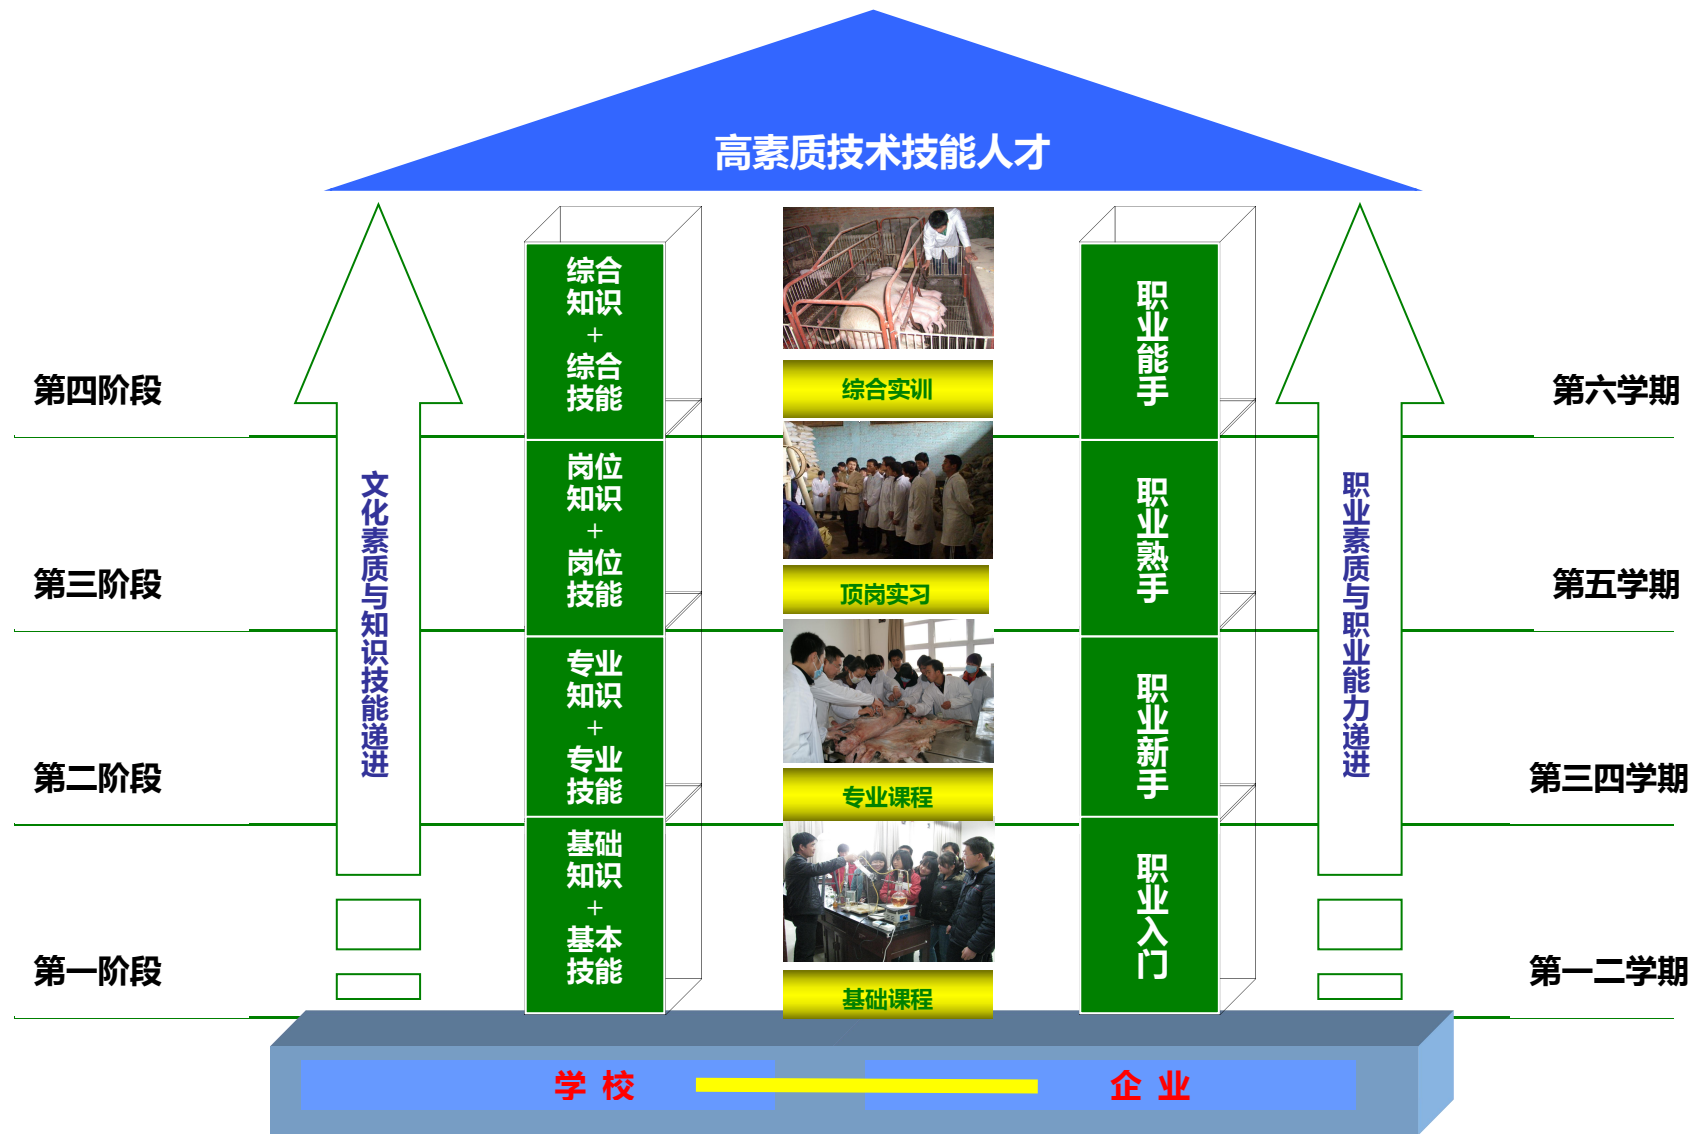 高素质技术技能人才
第四阶段
综合
知识
+
综合
技能
综合实训
职业能手
第六学期
第三阶段
岗位
知识
+
岗位
技能
顶岗实习
职业熟手
第五学期
文化素质与知识技能递进
职业素质与职业能力递进
第二阶段
专业
知识
+
专业
技能
专业课程
职业新手
第三四学期
第一阶段
基础
知识
+
基本
技能
基础课程
职业入门
第一二学期
学 校
企 业